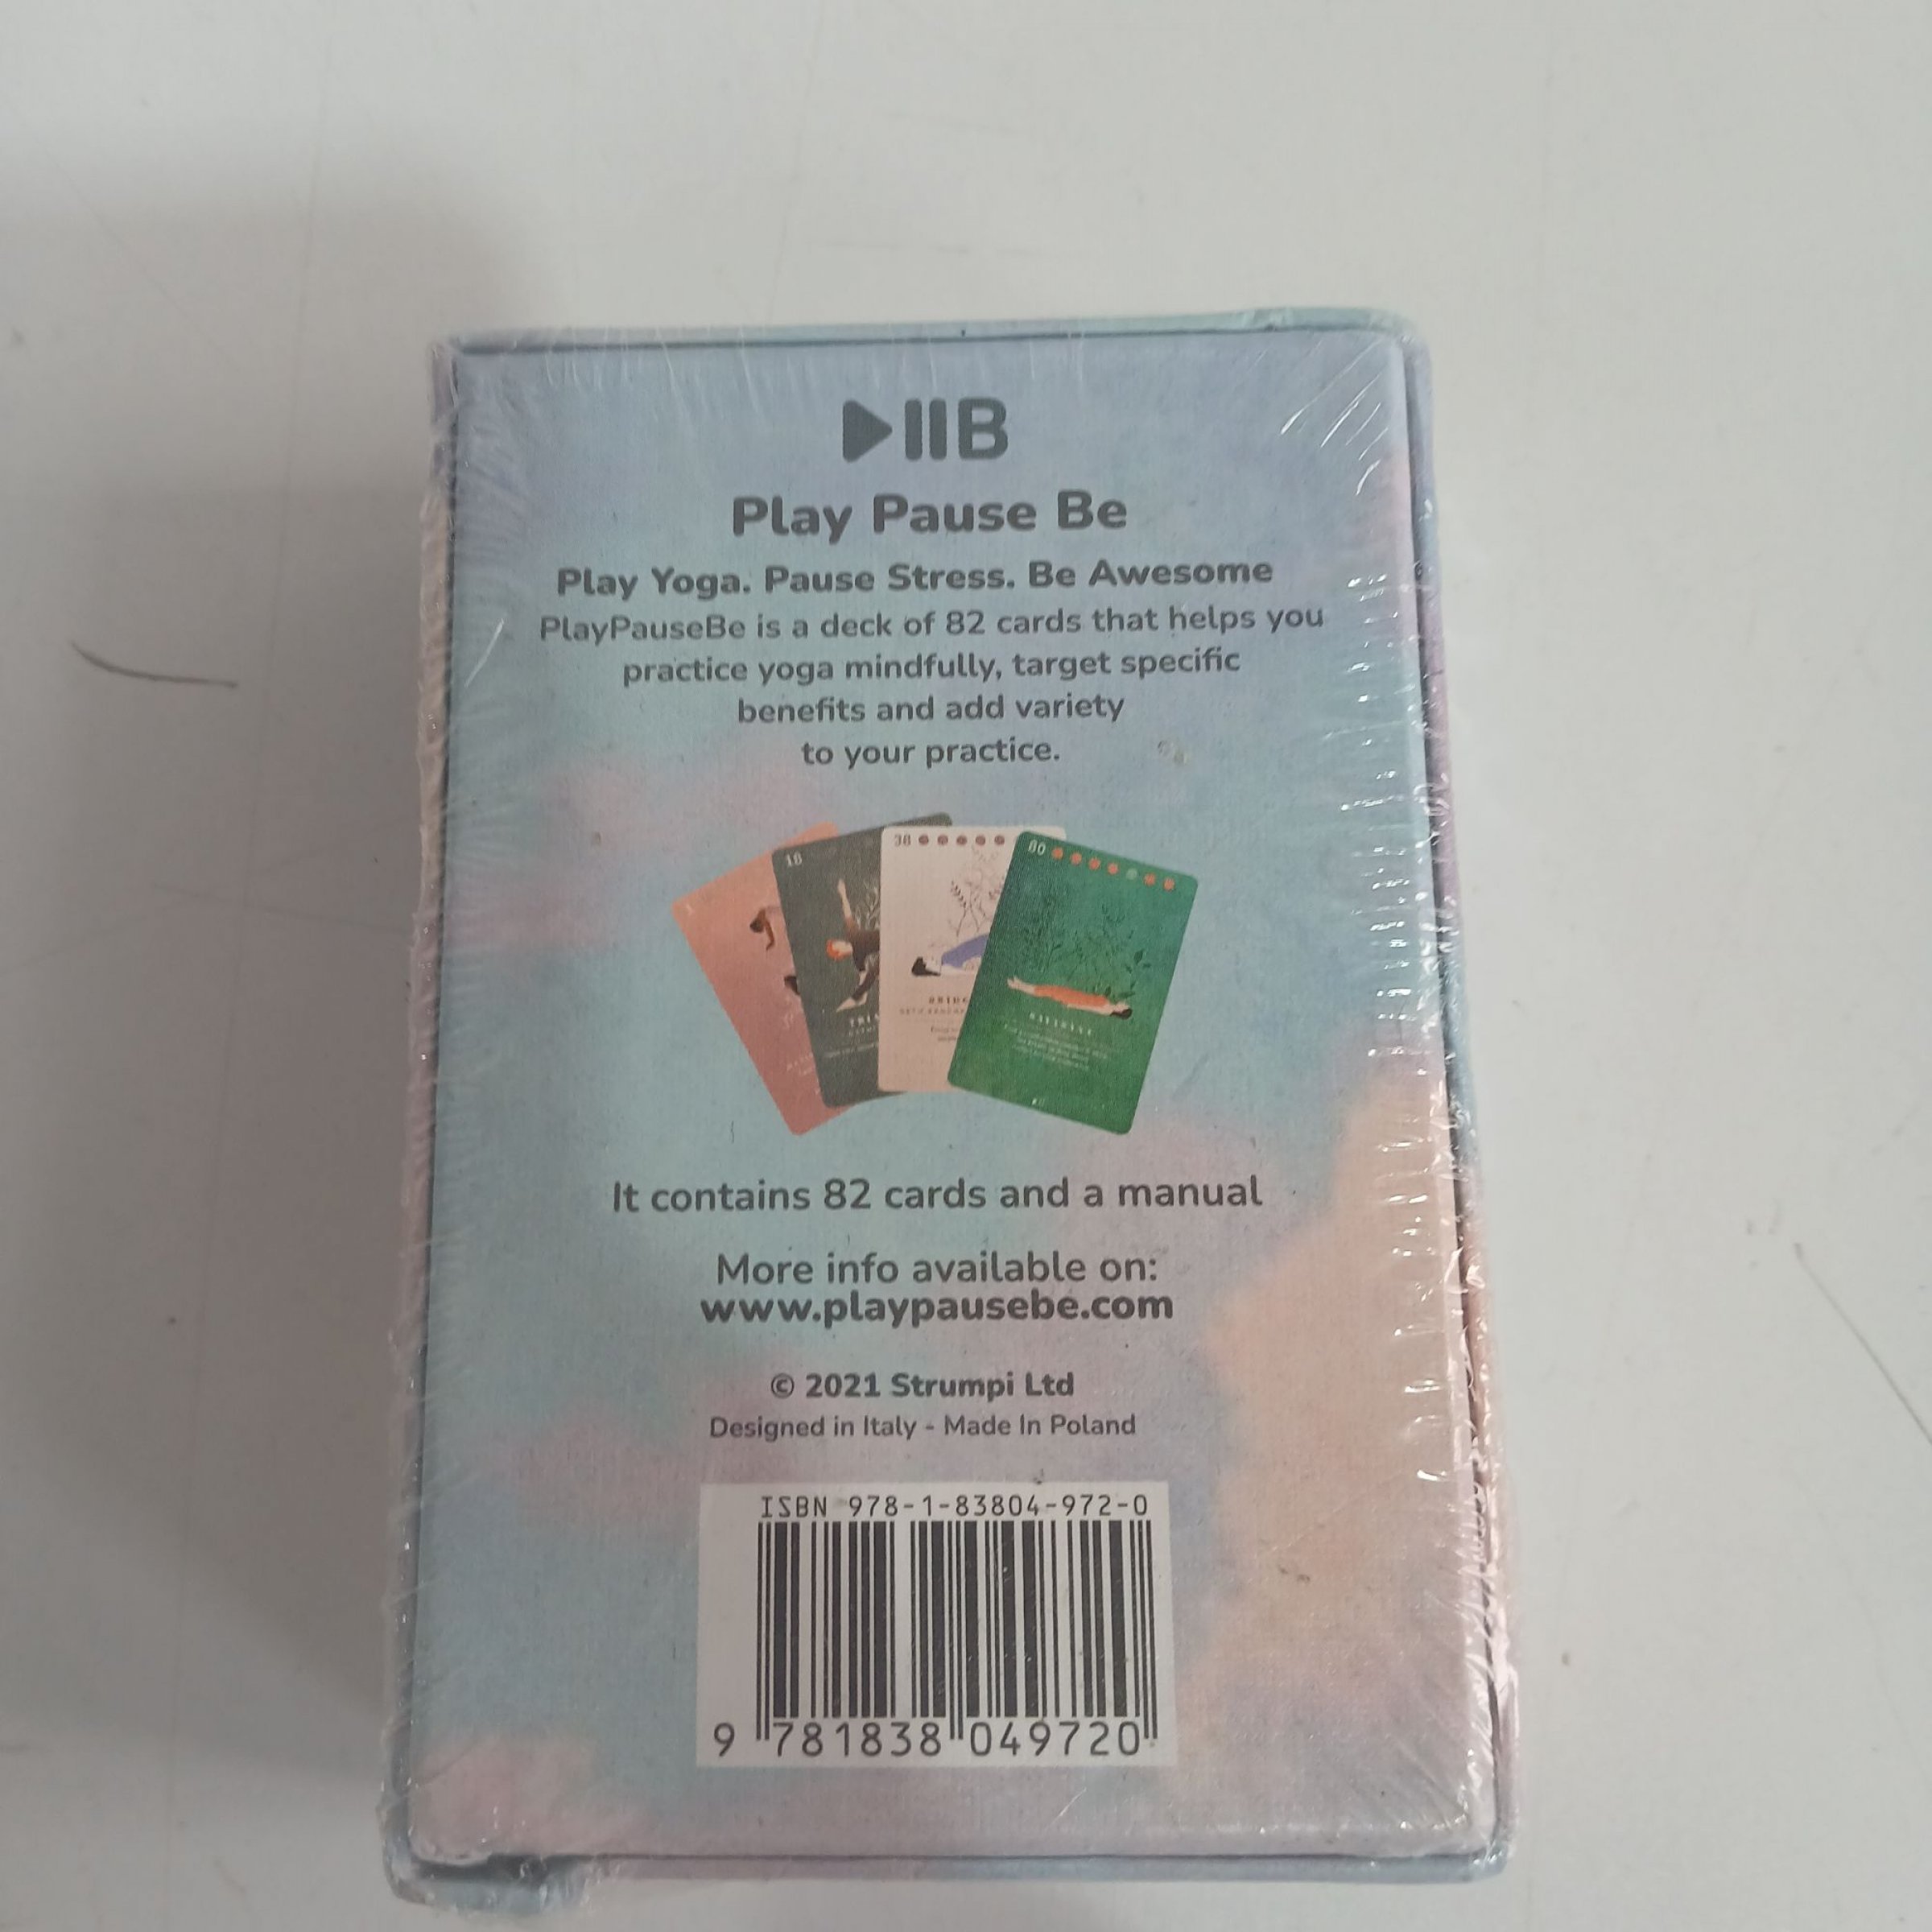 B
Play Pause Be
Play Yoga. Pause Stress. Be Awesome
PlayPauseBe is a deck of 82 cards that helps you
practice yoga mindfully, target specific
benefits and add variety
to your practice.
18
38
80
It contains 82 cards and a manual
More info available on:
www.playpausebe.com
© 2021 Strumpi Ltd
Designed in Italy - Made In Poland
ISBN 978-1-83804-972-0
9 781838 049720